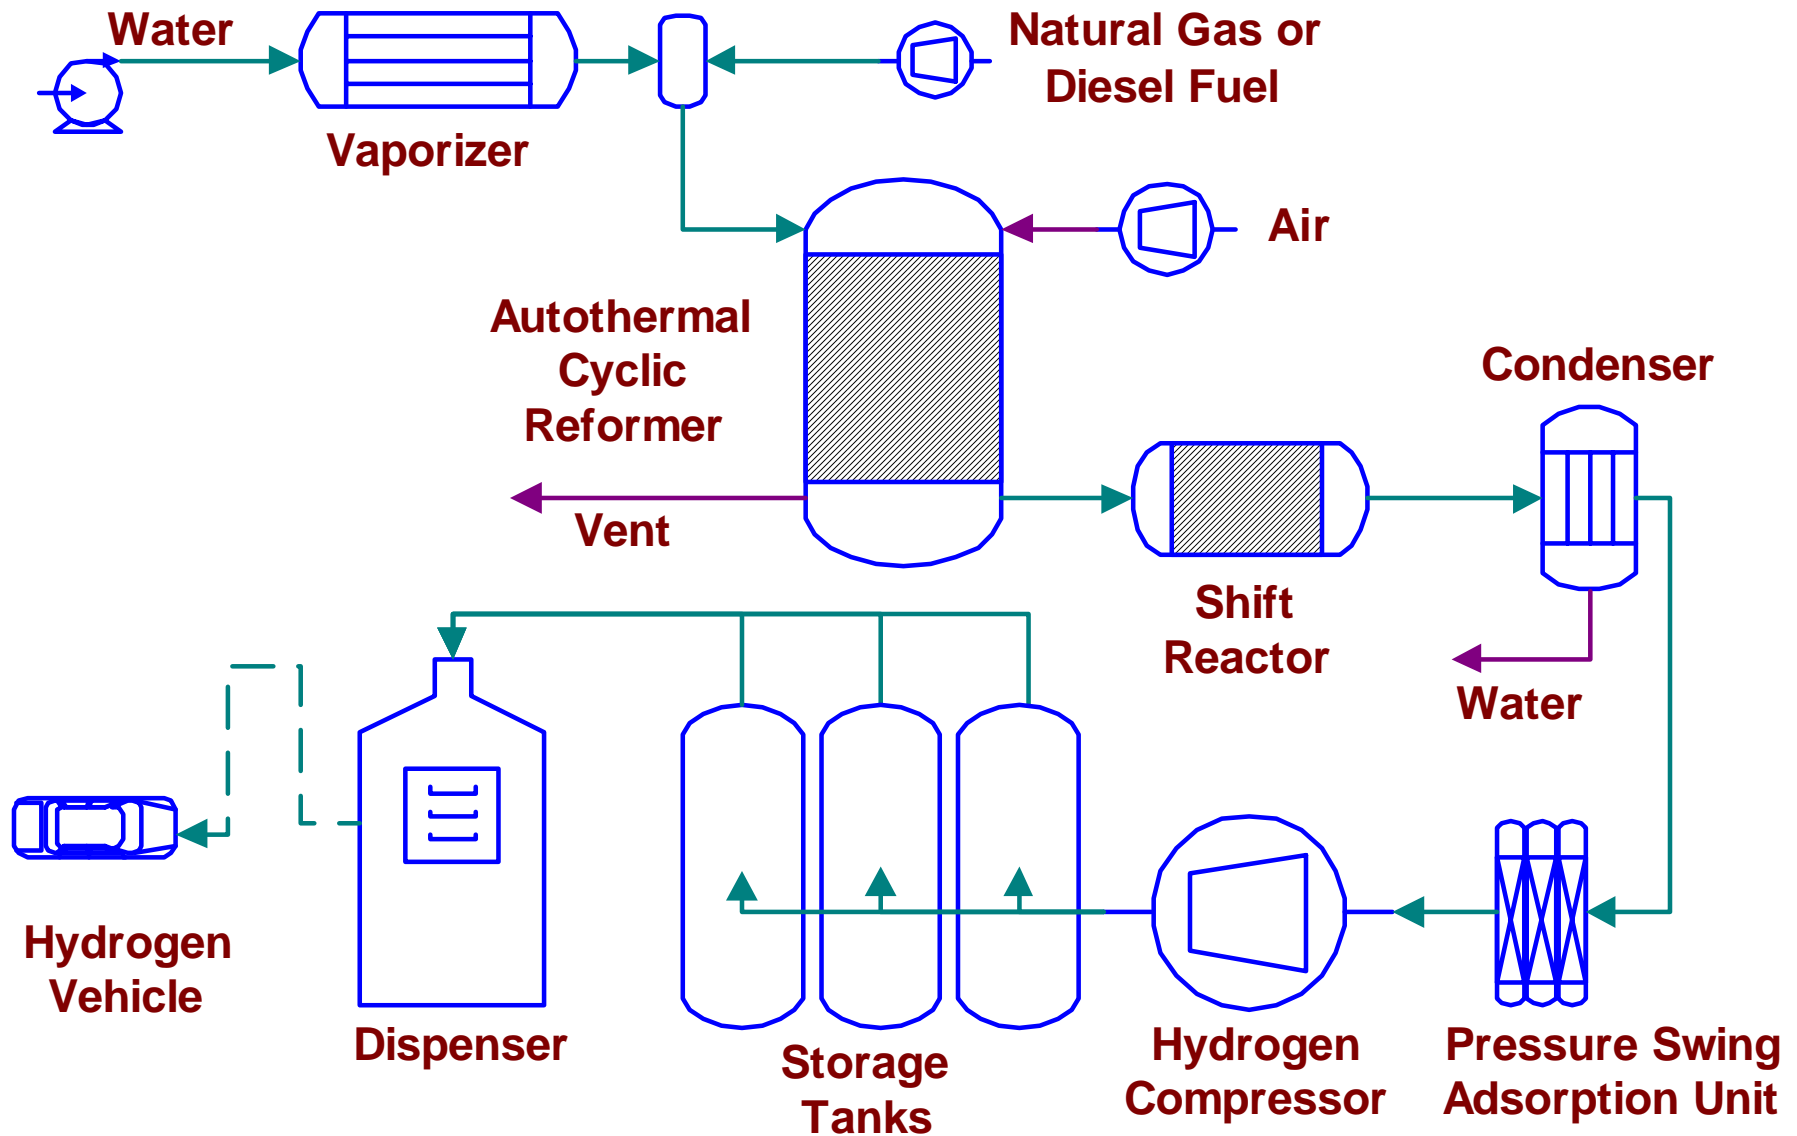 Water
Natural Gas or
Diesel Fuel
Vaporizer
Air
Autothermal
Cyclic
Reformer
Condenser
Vent
Shift
Reactor
Water
Hydrogen
Vehicle
Dispenser
Storage
Tanks
Hydrogen
Compressor
Pressure Swing
Adsorption Unit